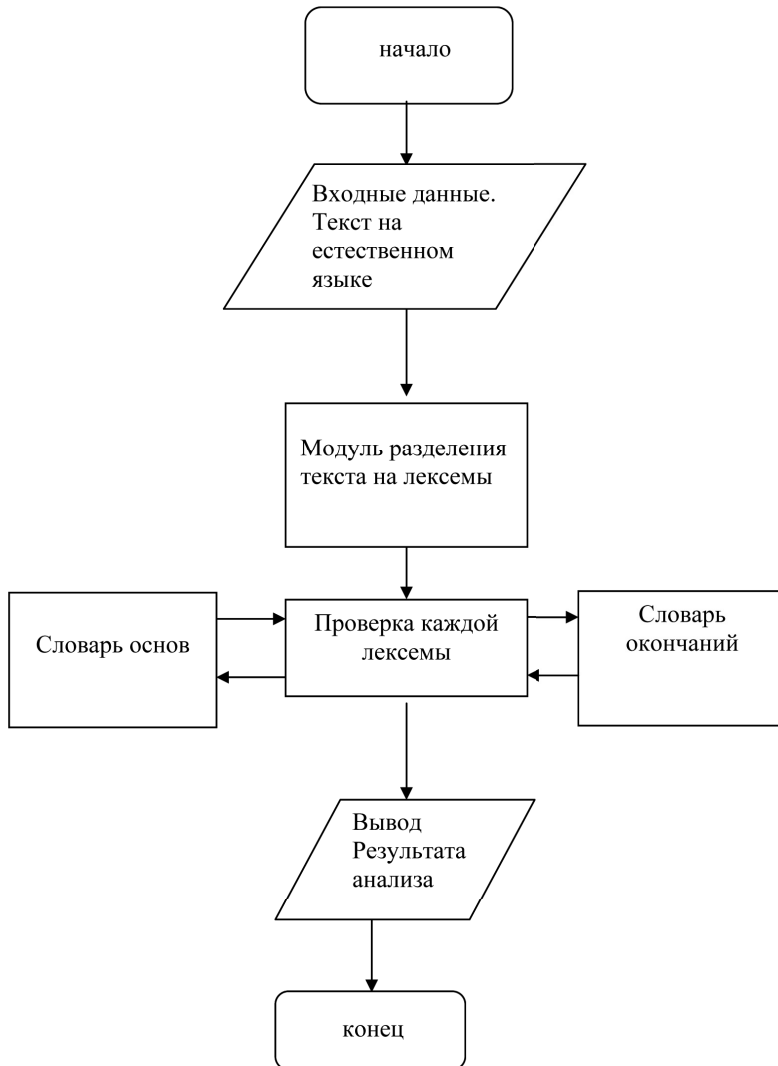 начало
Входные данные.
Текст на
естественном
языке
Модуль разделения
текста на лексемы
Словарь основ
Проверка каждой
лексемы
Словарь
окончаний
Вывод
Результата
анализа
конец